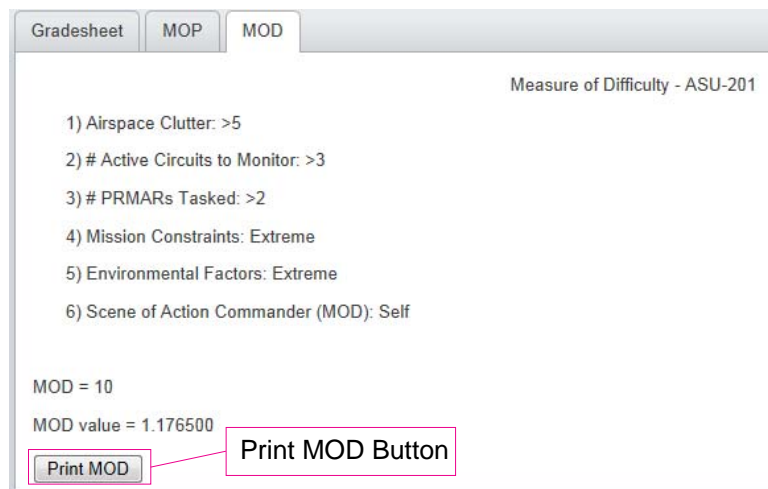 Gradesheet MOP MOD
Measure of Difficulty - ASU-201
1) Airspace Clutter: >5
2) # Active Circuits to Monitor: >3
3) # PRMARs Tasked: >2
4) Mission Constraints: Extreme
5) Environmental Factors: Extreme
6) Scene of Action Commander (MOD): Self
MOD = 10
MOD value = 1.176500
Print MOD Button
Print MOD